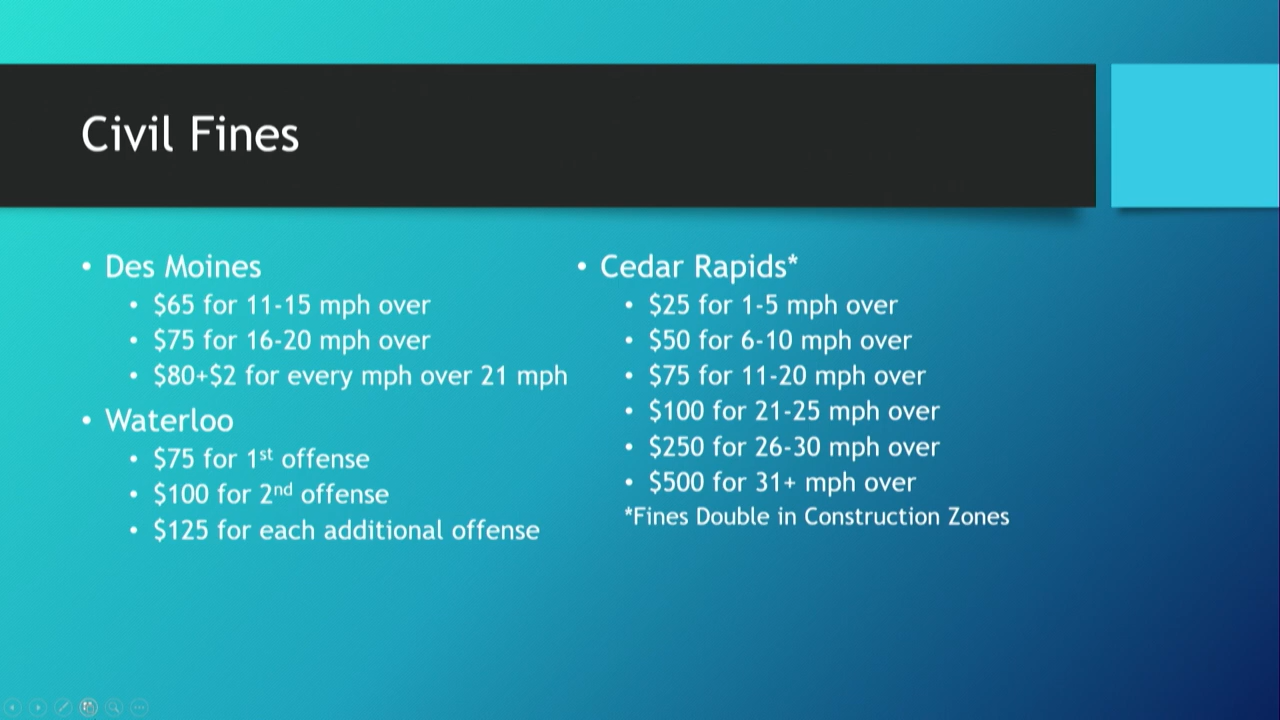 Civil Fines
• Des Moines
• $65 for 11-15 mph over
• $75 for 16-20 mph over
• $80+$2 for every mph over 21 mph
• Waterloo
• $75 for 1st offense
• $100 for 2nd offense
• $125 for each additional offense
• Cedar Rapids*
• $25 for 1-5 mph over
• $50 for 6-10 mph over
• $75 for 11-20 mph over
• $100 for 21-25 mph over
• $250 for 26-30 mph over
• $500 for 31+ mph over
*Fines Double in Construction Zones